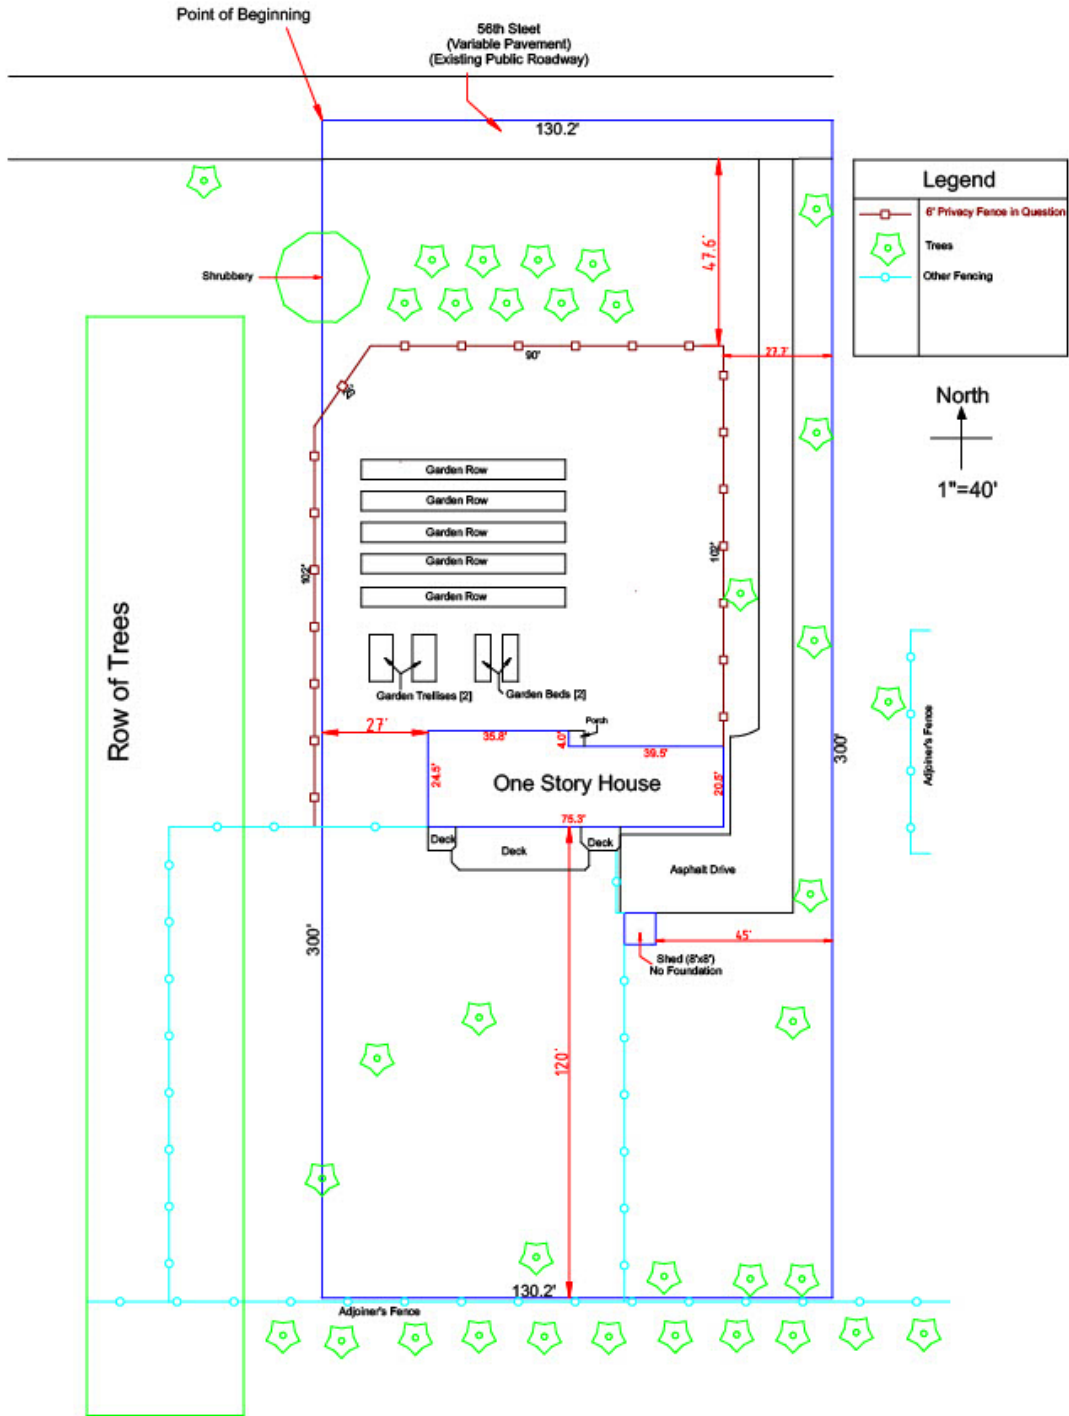 Point of Beginning
56th Steet
(Variable Pavement)
(Existing Public Roadway)
130.2'
Legend
6' Privacy Fence in Question
Trees
Other Fencing
47.6'
Shrubbery
27.7'
90'
20'
North
1"=40'
Garden Row
Garden Row
Garden Row
Garden Row
Garden Row
102'
102'
Row of Trees
Garden Trellises [2]
Garden Beds [2]
Adjoiner's Fence
300'
27'
35.8'
4.0'
Porch
39.5'
24.5'
One Story House
20.5'
75.3'
Deck
Deck
Deck
Asphalt Drive
300'
45'
Shed (8'x8')
No Foundation
120'
130.2'
Adjoiner's Fence